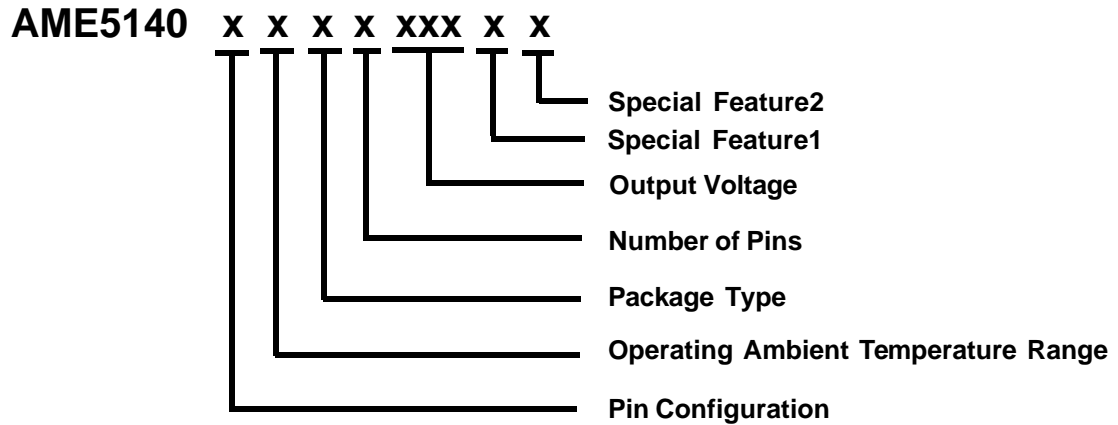 AME5140 x x x x xxx x x
Special Feature2
Special Feature1
Output Voltage
Number of Pins
Package Type
Operating Ambient Temperature Range
Pin Configuration